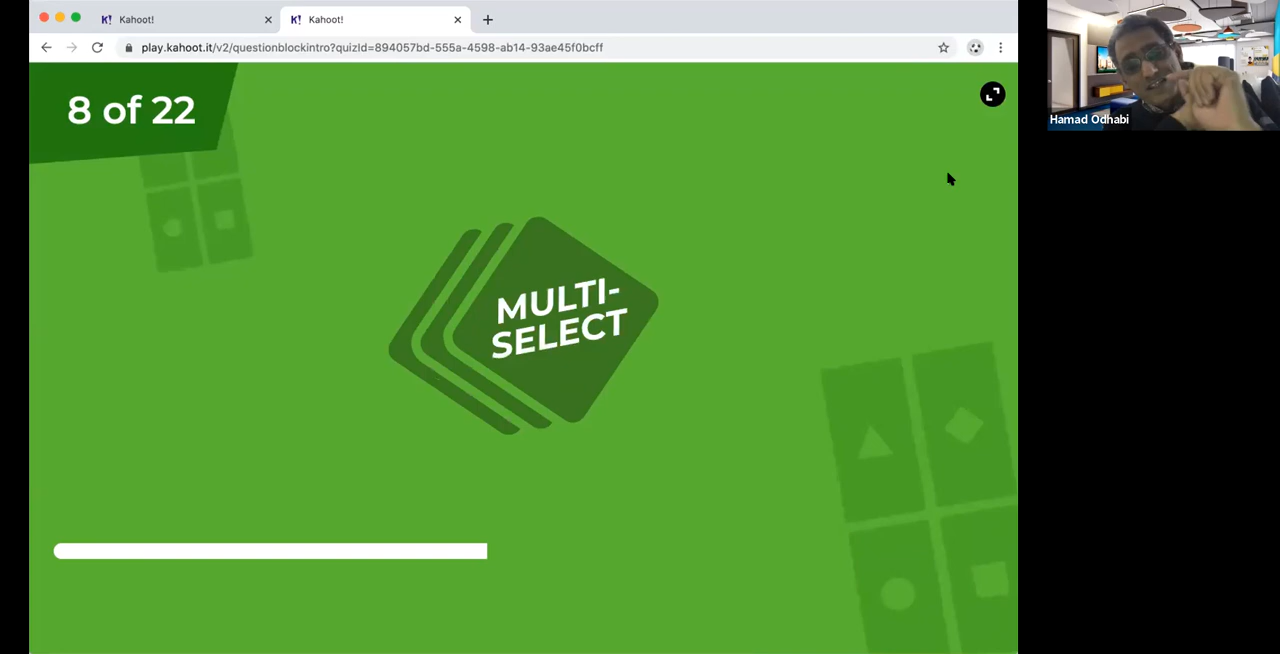 K! Kahoot!
K! Kahoot!
play.kahoot.it/v2/questionblockintro?quizId=894057bd-555a-4598-ab14-93ae45f0bcff
8 of 22
MULTI-
SELECT
Hamad Odhabi